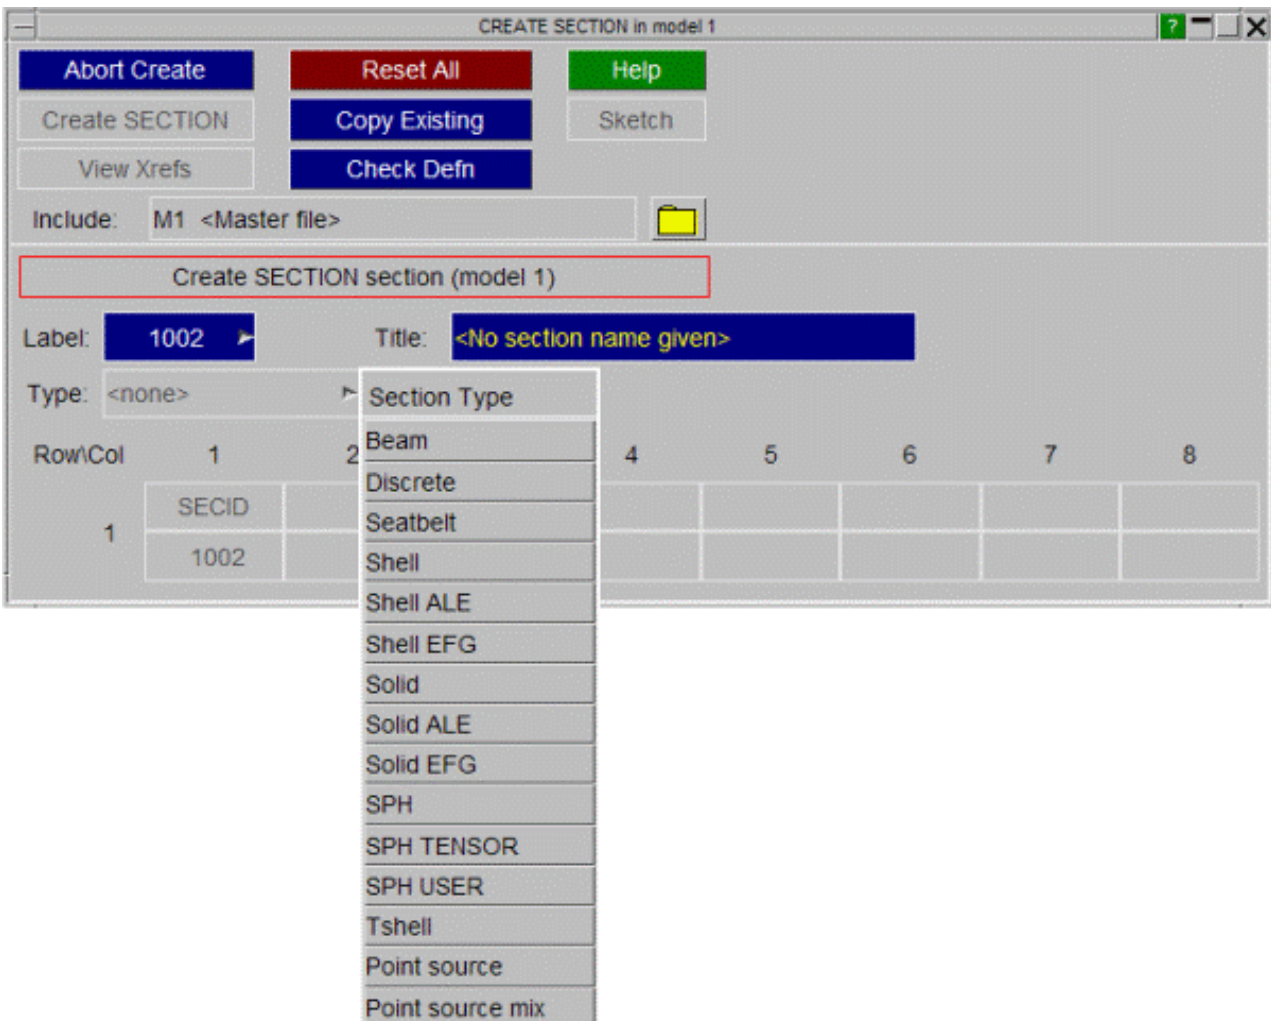 CREATE SECTION in model 1 ?
Abort Create Reset All Help
Create SECTION Copy Existing Sketch
View Xrefs Check Defn
Include: M1 <Master file>
Create SECTION section (model 1)
Label: 1002 Title: <No section name given>
Type: <none> Section Type
Row\Col 1 2 4 5 6 7 8
SECID
1
1002
Beam
Discrete
Seatbelt
Shell
Shell ALE
Shell EFG
Solid
Solid ALE
Solid EFG
SPH
SPH TENSOR
SPH USER
Tshell
Point source
Point source mix